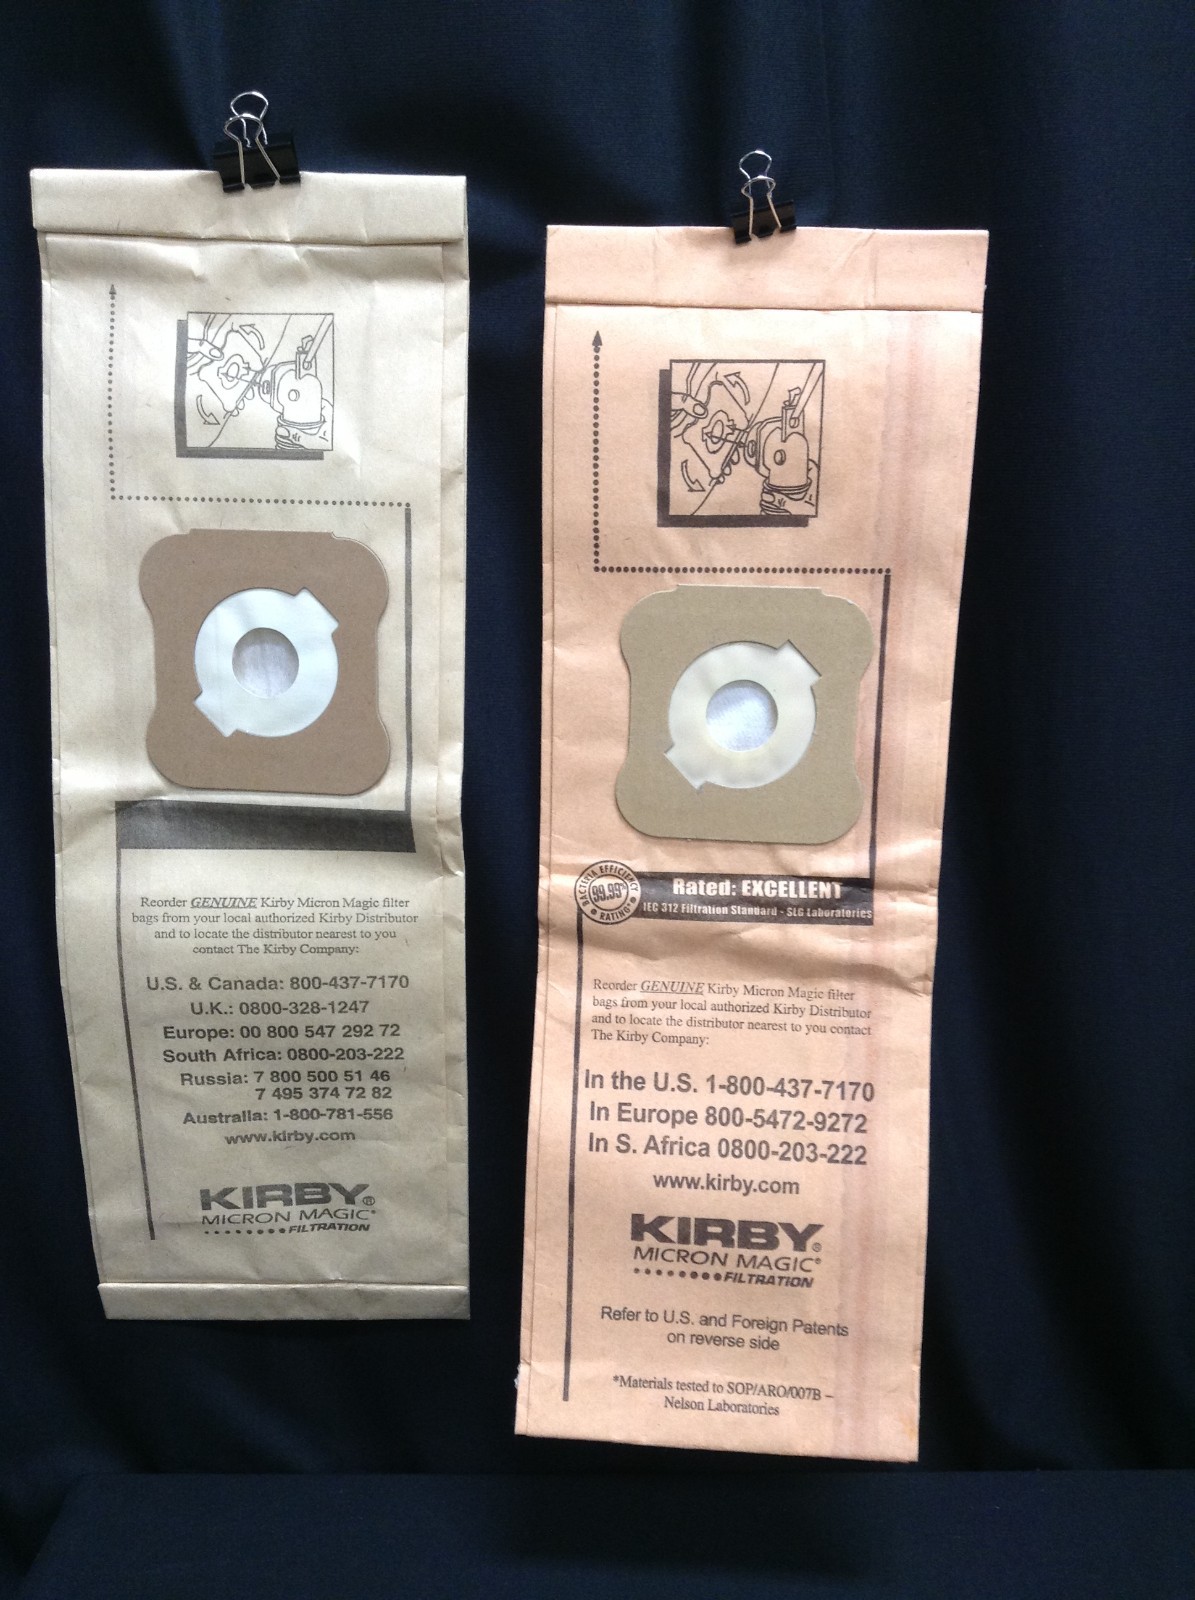 Reorder GENUINE Kirby Micron Magic filter
bags from your local authorized Kirby Distributor
and to locate the distributor nearest to you
contact The Kirby Company:
U.S. & Canada: 800-437-7170
U.K.: 0800-328-1247
Europe: 00 800 547 292 72
South Africa: 0800-203-222
Russia: 7 800 500 51 46
7 495 374 72 82
Australia: 1-800-781-556
www.kirby.com
KIRBY®
MICRON MAGIC®
FILTRATION
BACTERIA EFFICIENCY
99.99%
RATING*
Rated: EXCELLENT
IEC 312 Filtration Standard - SLG Laboratories
Reorder GENUINE Kirby Micron Magic filter
bags from your local authorized Kirby Distributor
and to locate the distributor nearest to you contact
The Kirby Company:
In the U.S. 1-800-437-7170
In Europe 800-5472-9272
In S. Africa 0800-203-222
www.kirby.com
KIRBY®
MICRON MAGIC®
FILTRATION
Refer to U.S. and Foreign Patents
on reverse side
*Materials tested to SOP/ARO/007B –
Nelson Laboratories